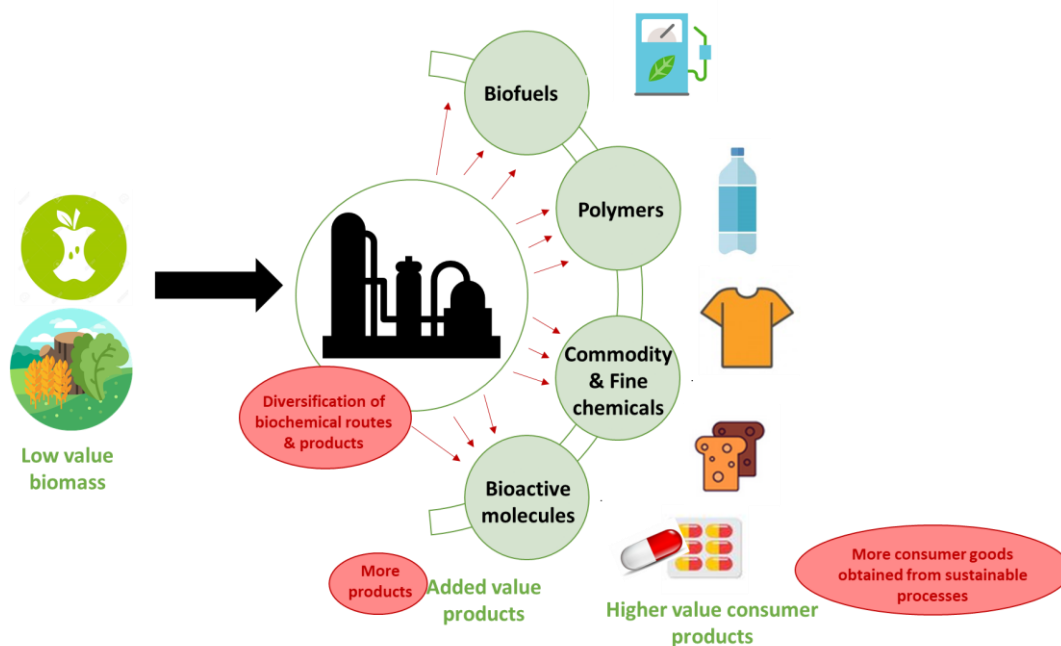 Biofuels
Polymers
Commodity
& Fine
chemicals
Diversification of
biochemical routes
& products
Low value
biomass
Bioactive
molecules
More
products
Added value
products
Higher value consumer
products
More consumer goods
obtained from sustainable
processes